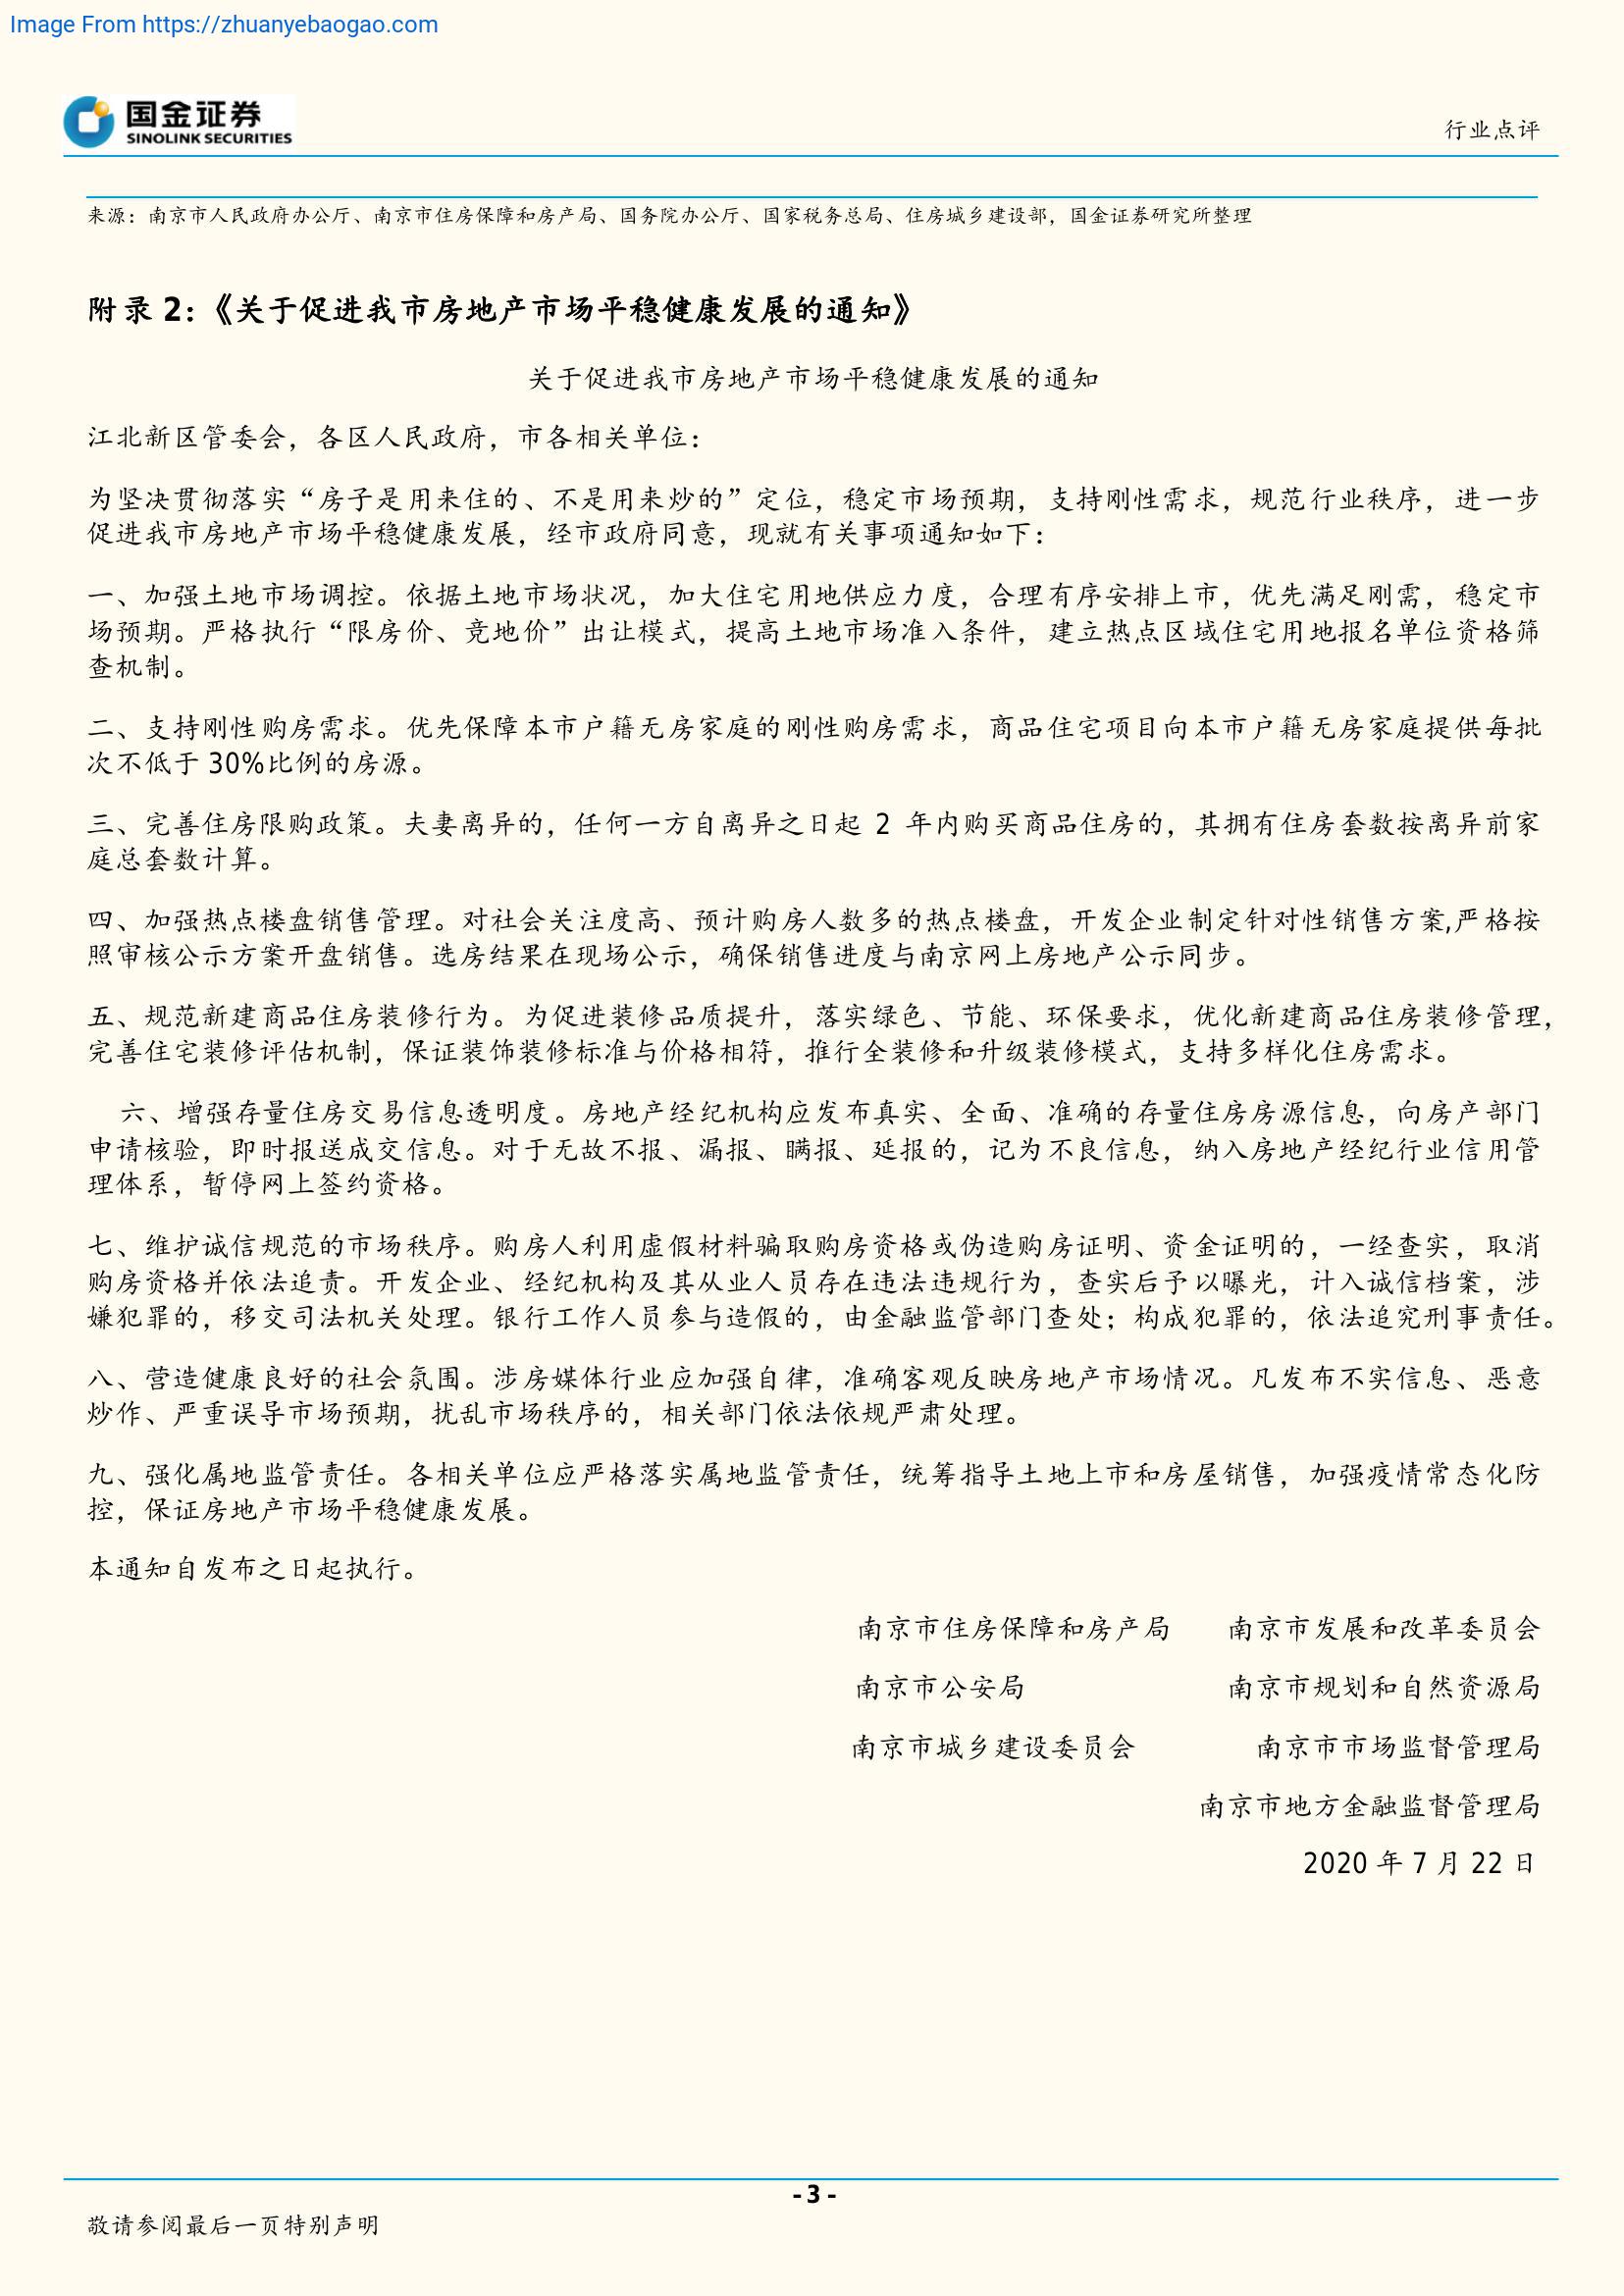 Image From https://zhuanyebaogao.com
国金证券
SINOLINK SECURITIES
行业点评
来源：南京市人民政府办公厅、南京市住房保障和房产局、国务院办公厅、国家税务总局、住房城乡建设部，国金证券研究所整理
附录 2:《关于促进我市房地产市场平稳健康发展的通知》
关于促进我市房地产市场平稳健康发展的通知
江北新区管委会，各区人民政府，市各相关单位：
为坚决贯彻落实“房子是用来住的、不是用来炒的”定位，稳定市场预期，支持刚性需求，规范行业秩序，进一步
促进我市房地产市场平稳健康发展，经市政府同意，现就有关事项通知如下：
一、加强土地市场调控。依据土地市场状况，加大住宅用地供应力度，合理有序安排上市，优先满足刚需，稳定市
场预期。严格执行“限房价、竞地价”出让模式，提高土地市场准入条件，建立热点区域住宅用地报名单位资格筛
查机制。
二、支持刚性购房需求。优先保障本市户籍无房家庭的刚性购房需求，商品住宅项目向本市户籍无房家庭提供每批
次不低于 30%比例的房源。
三、完善住房限购政策。夫妻离异的，任何一方自离异之日起 2 年内购买商品住房的，其拥有住房套数按离异前家
庭总套数计算。
四、加强热点楼盘销售管理。对社会关注度高、预计购房人数多的热点楼盘，开发企业制定针对性销售方案,严格按
照审核公示方案开盘销售。选房结果在现场公示，确保销售进度与南京网上房地产公示同步。
五、规范新建商品住房装修行为。为促进装修品质提升，落实绿色、节能、环保要求，优化新建商品住房装修管理，
完善住宅装修评估机制，保证装饰装修标准与价格相符，推行全装修和升级装修模式，支持多样化住房需求。
六、增强存量住房交易信息透明度。房地产经纪机构应发布真实、全面、准确的存量住房房源信息，向房产部门
申请核验，即时报送成交信息。对于无故不报、漏报、瞒报、延报的，记为不良信息，纳入房地产经纪行业信用管
理体系，暂停网上签约资格。
七、维护诚信规范的市场秩序。购房人利用虚假材料骗取购房资格或伪造购房证明、资金证明的，一经查实，取消
购房资格并依法追责。开发企业、经纪机构及其从业人员存在违法违规行为，查实后予以曝光，计入诚信档案，涉
嫌犯罪的，移交司法机关处理。银行工作人员参与造假的，由金融监管部门查处；构成犯罪的，依法追究刑事责任。
八、营造健康良好的社会氛围。涉房媒体行业应加强自律，准确客观反映房地产市场情况。凡发布不实信息、恶意
炒作、严重误导市场预期，扰乱市场秩序的，相关部门依法依规严肃处理。
九、强化属地监管责任。各相关单位应严格落实属地监管责任，统筹指导土地上市和房屋销售，加强疫情常态化防
控，保证房地产市场平稳健康发展。
本通知自发布之日起执行。
南京市住房保障和房产局 南京市发展和改革委员会
南京市公安局 南京市规划和自然资源局
南京市城乡建设委员会 南京市市场监督管理局
南京市地方金融监督管理局
2020 年 7 月 22 日
- 3 -
敬请参阅最后一页特别声明